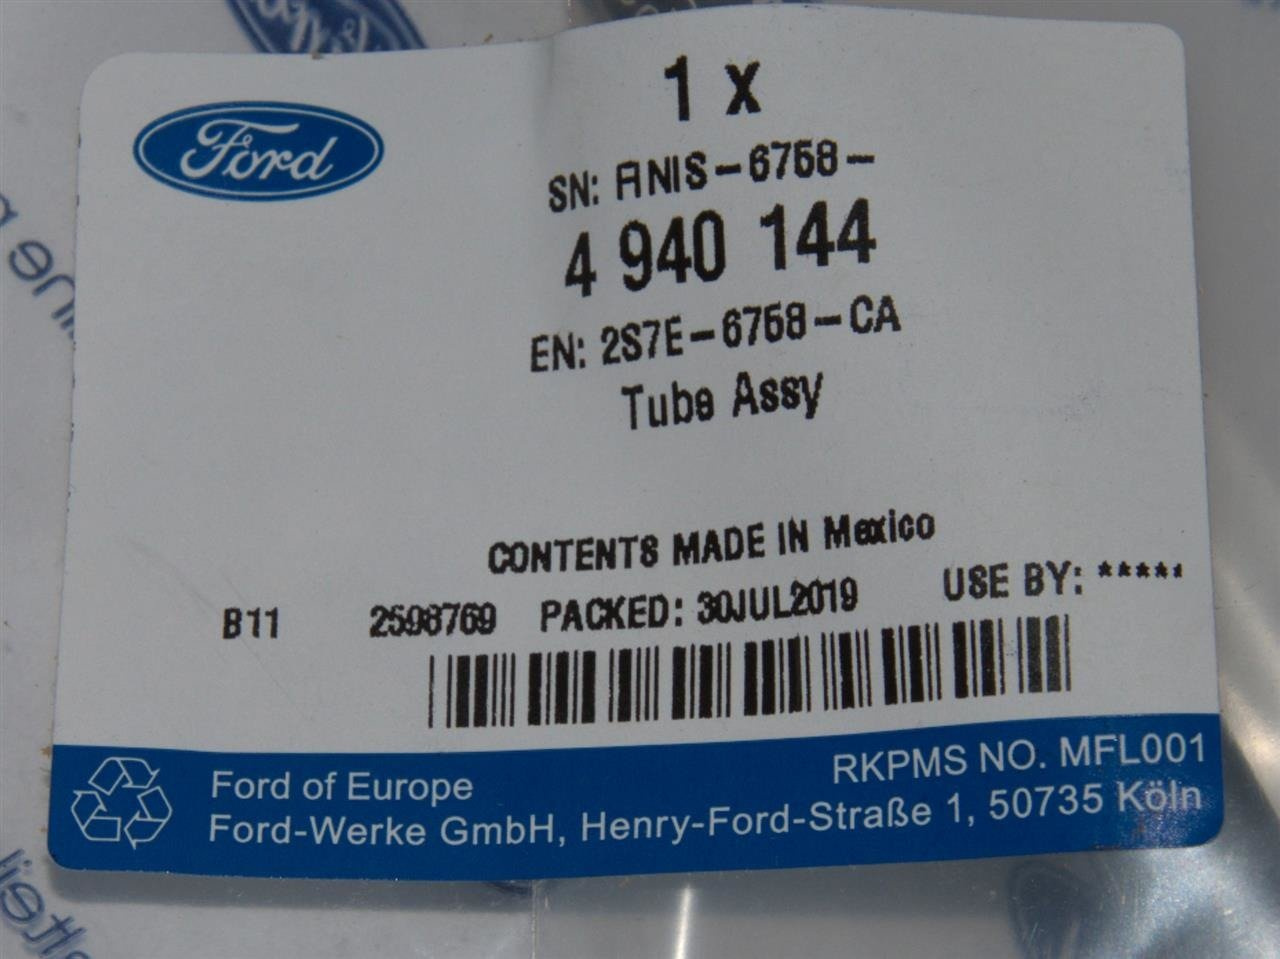 Ford
1 x
SN: FINIS-6758-
4 940 144
EN: 2S7E-6758-CA
Tube Assy
CONTENTS MADE IN Mexico
B11 2598769 PACKED: 30JUL2019 USE BY: *****
RKPMS NO. MFL001
Ford of Europe
Ford-Werke GmbH, Henry-Ford-Straße 1, 50735 Köln